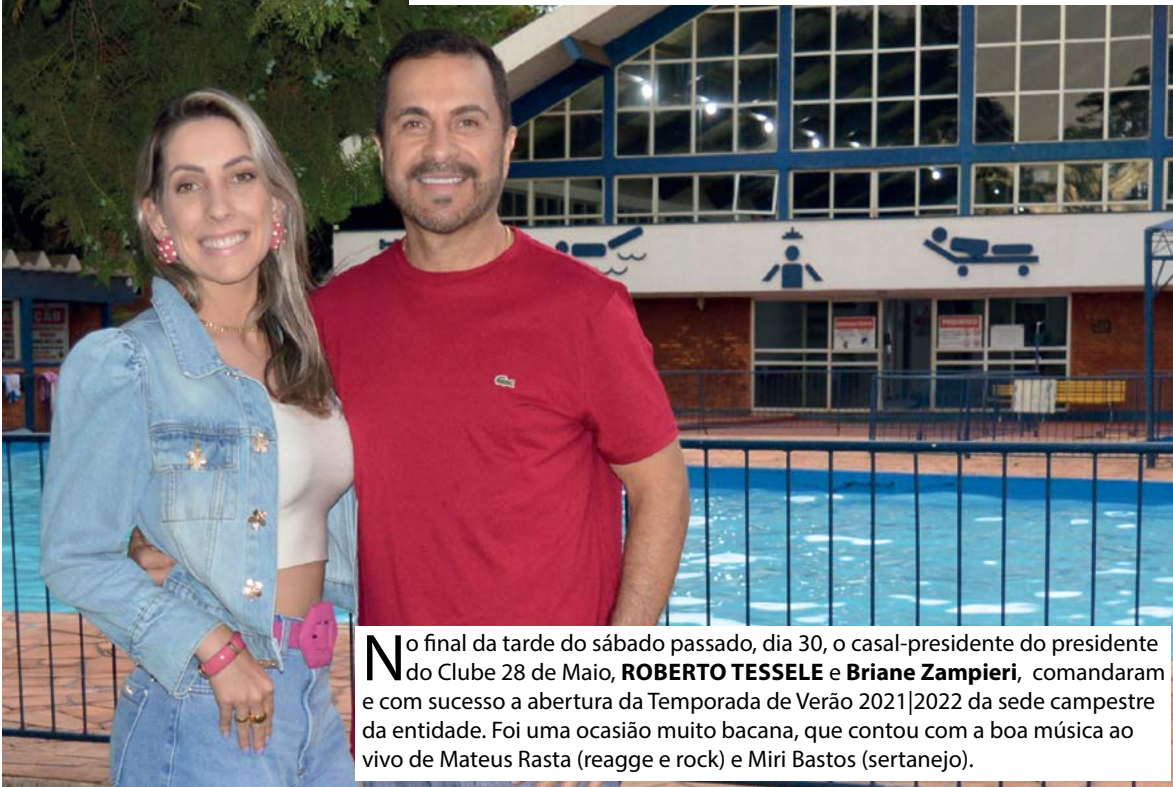 No final da tarde do sábado passado, dia 30, o casal-presidente do presidente
do Clube 28 de Maio, ROBERTO TESSELE e Briane Zampieri, comandaram
e com sucesso a abertura da Temporada de Verão 2021|2022 da sede campestre
da entidade. Foi uma ocasião muito bacana, que contou com a boa música ao
vivo de Mateus Rasta (reagge e rock) e Miri Bastos (sertanejo).